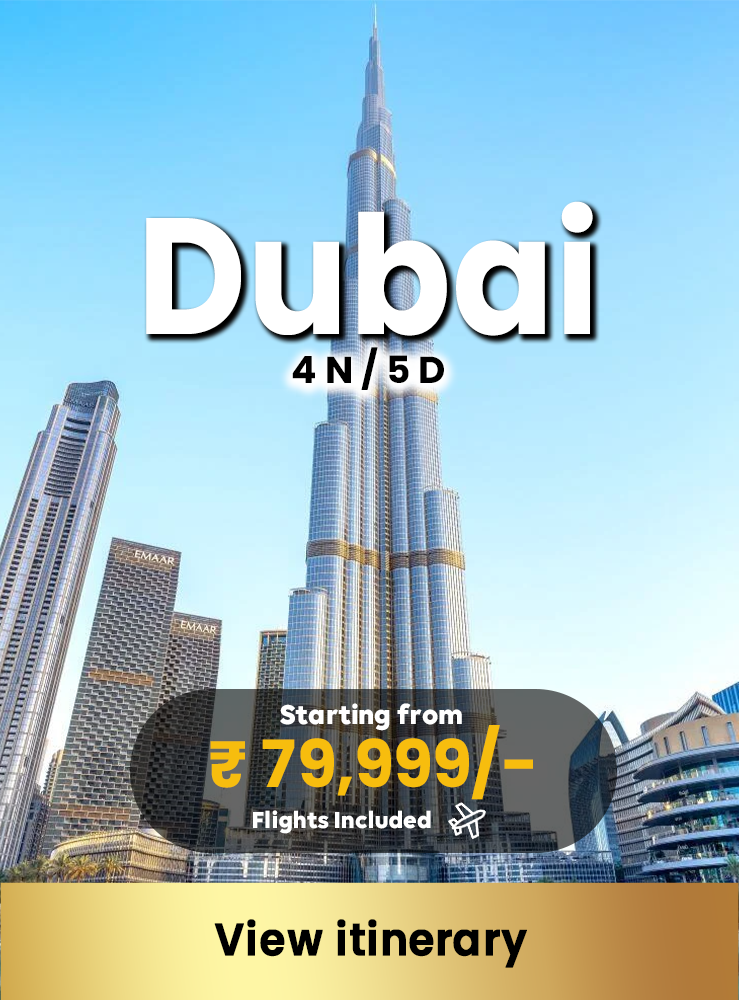 Dubai
4 N / 5 D
EMAAR
EMAAR
Starting from
₹ 79,999/-
Flights Included
View itinerary